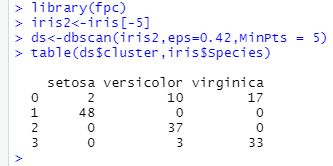 > library(fpc)
> iris2<-iris[-5]
> ds<-dbscan(iris2,eps=0.42,MinPts = 5)
> table(ds$cluster,iris$Species)
setosa versicolor virginica
0 2 10 17
1 48 0 0
2 0 37 0
3 0 3 33
>